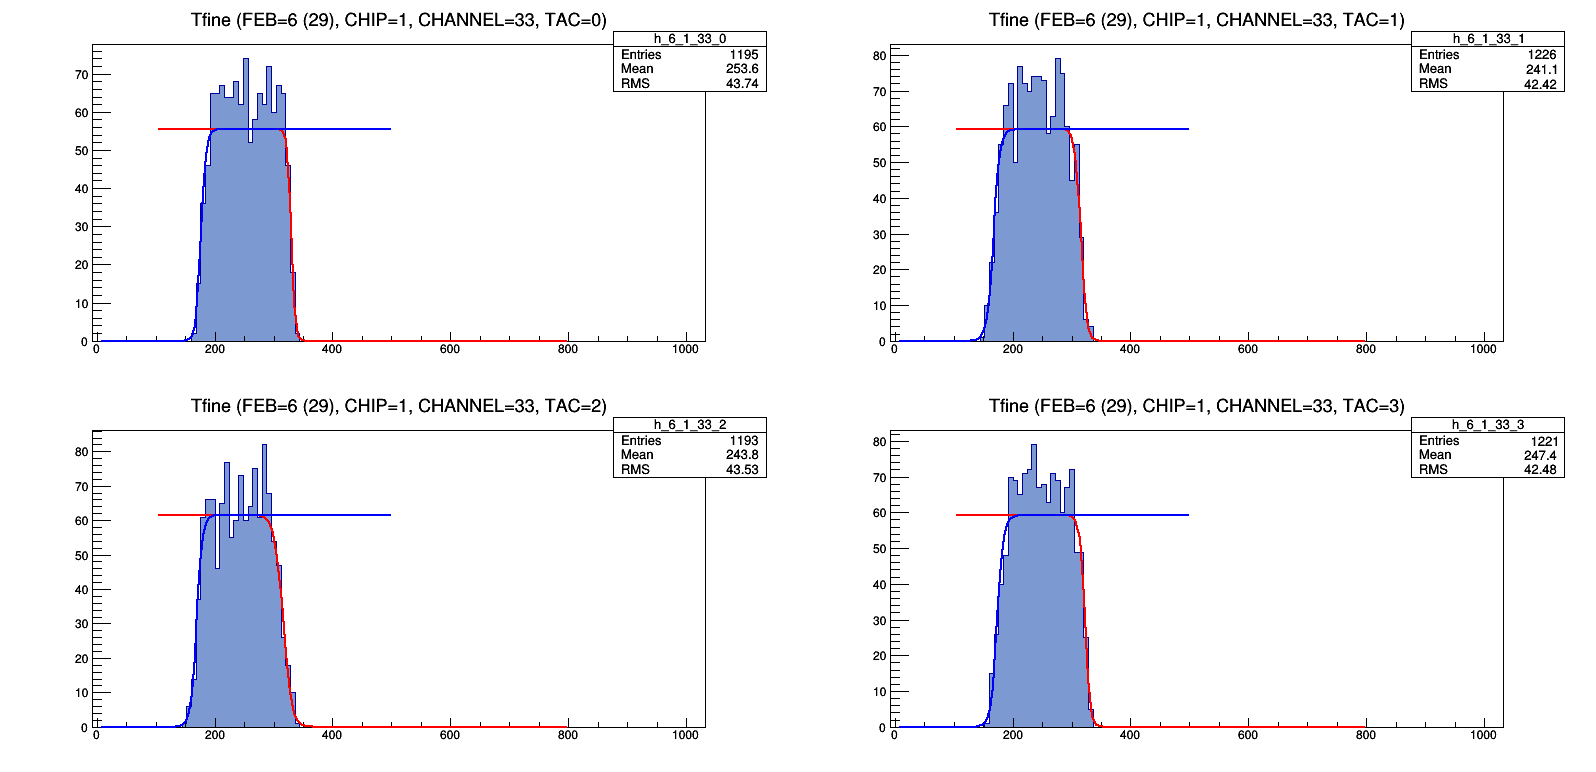 Tfine (FEB=6 (29), CHIP=1, CHANNEL=33, TAC=0)
h_6_1_33_0
Entries 1195
Mean 253.6
RMS 43.74
70
60
50
40
30
20
10
0
0 200 400 600 800 1000
Tfine (FEB=6 (29), CHIP=1, CHANNEL=33, TAC=1)
h_6_1_33_1
Entries 1226
Mean 241.1
RMS 42.42
80
70
60
50
40
30
20
10
0
0 200 400 600 800 1000
Tfine (FEB=6 (29), CHIP=1, CHANNEL=33, TAC=2)
h_6_1_33_2
Entries 1193
Mean 243.8
RMS 43.53
80
70
60
50
40
30
20
10
0
0 200 400 600 800 1000
Tfine (FEB=6 (29), CHIP=1, CHANNEL=33, TAC=3)
h_6_1_33_3
Entries 1221
Mean 247.4
RMS 42.48
80
70
60
50
40
30
20
10
0
0 200 400 600 800 1000